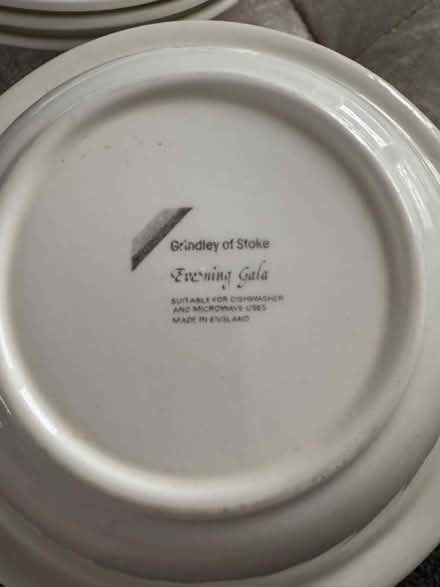 Grindley of Stoke
Evening Gala
SUITABLE FOR DISHWASHER
AND MICROWAVE USES
MADE IN ENGLAND